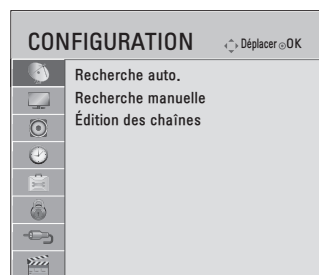 CONFIGURATION Déplacer OK
Recherche auto.
Recherche manuelle
Édition des chaînes